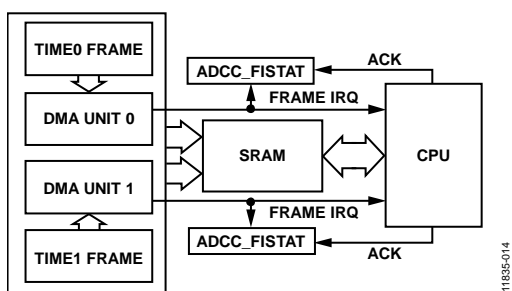 TIME0 FRAME
ADCC_FISTAT
ACK
DMA UNIT 0
FRAME IRQ
SRAM
CPU
DMA UNIT 1
FRAME IRQ
ADCC_FISTAT
ACK
TIME1 FRAME
11835-014